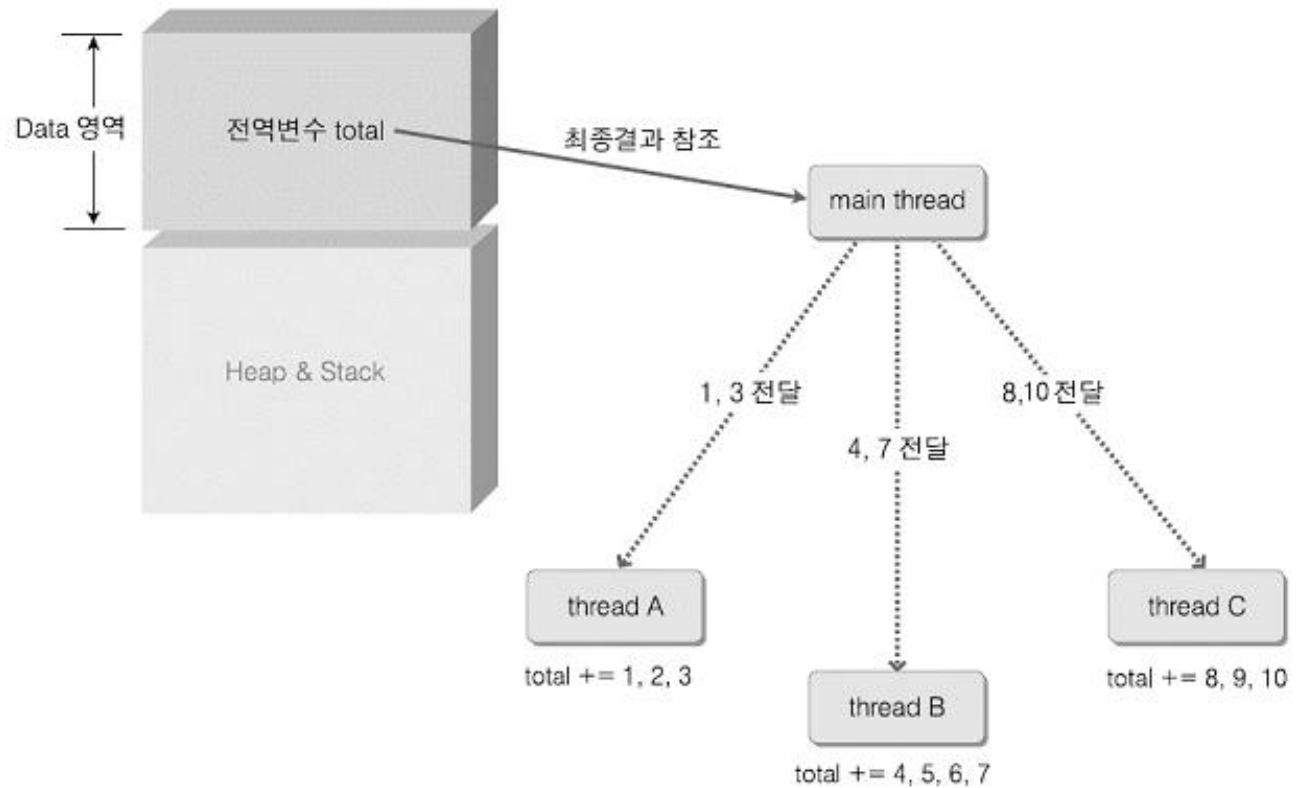 Data 영역
전역변수 total
최종결과 참조
main thread
Heap & Stack
1, 3 전달
8,10 전달
4, 7 전달
thread A
thread C
total += 1, 2, 3
total += 8, 9, 10
thread B
total += 4, 5, 6, 7